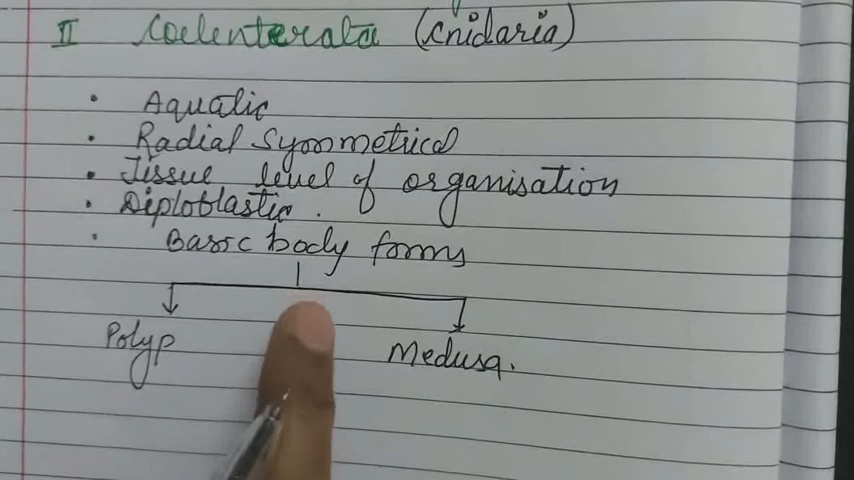 II Coelenterata (Cnidaria)
• Aquatic
• Radial Symmetrical
• Tissue level of organisation
• Diploblastic.
• Basic body forms
Polyp Medusa.